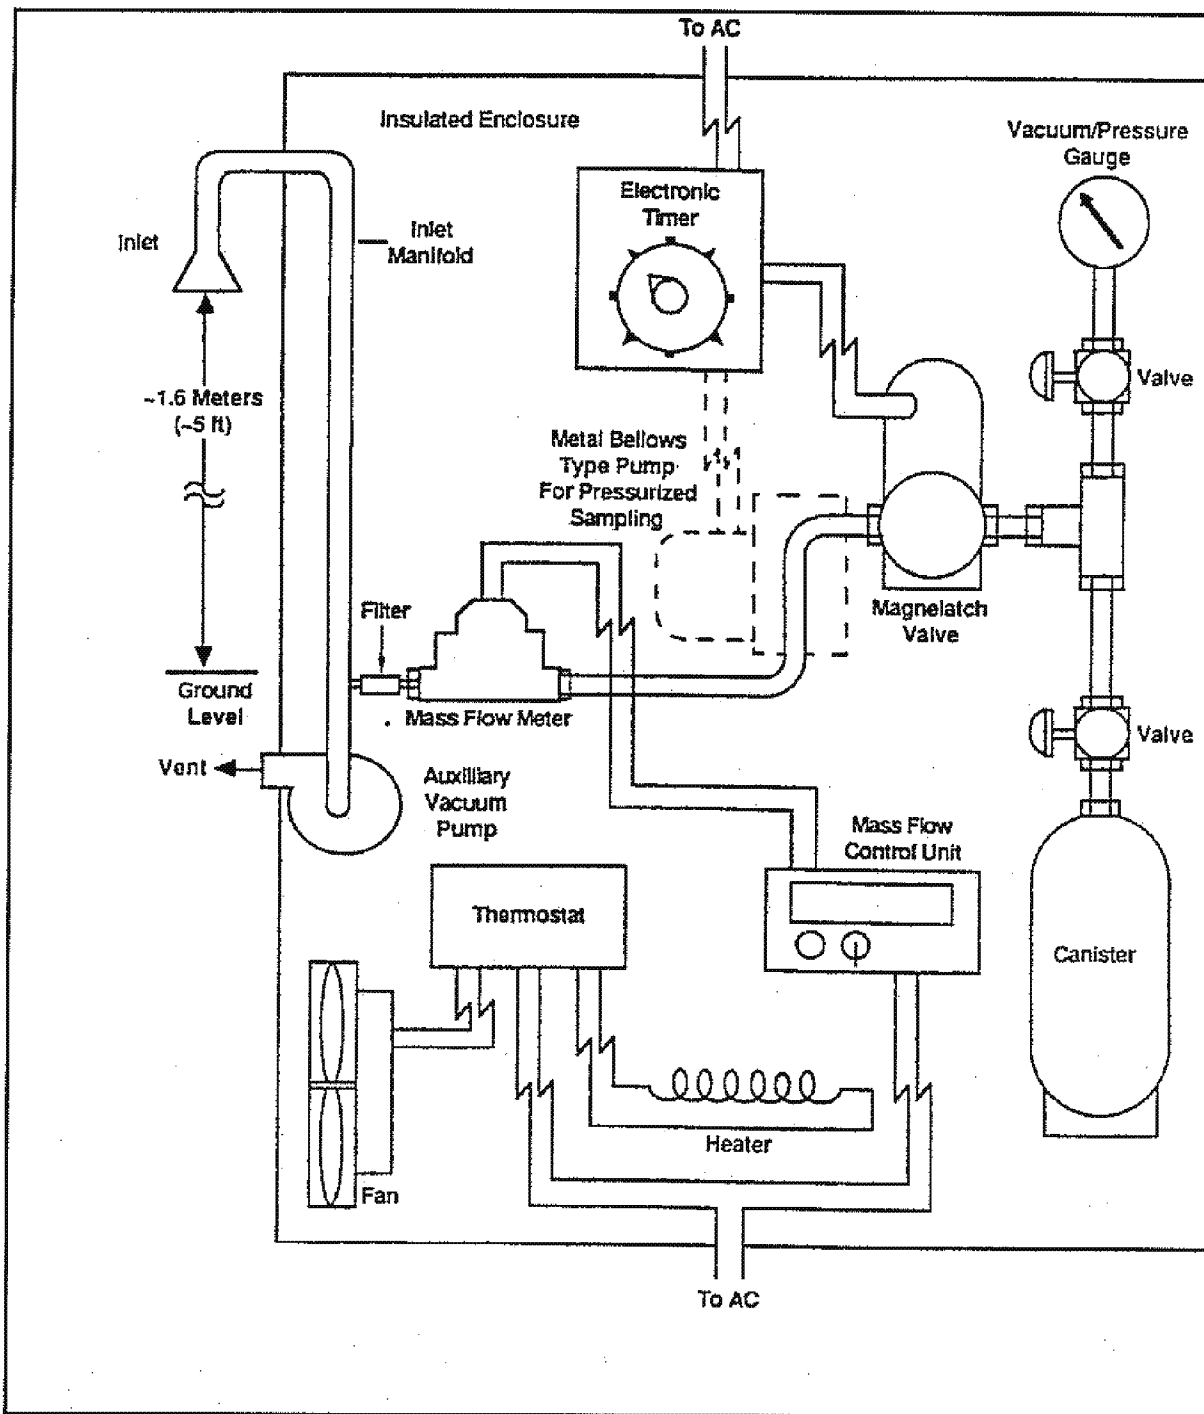 To AC
Insulated Enclosure
Vacuum/Pressure
Gauge
Electronic
Timer
Inlet
Inlet
Manifold
~1.6 Meters
(~5 ft)
Valve
Metal Bellows
Type Pump
For Pressurized
Sampling
Filter
Magnelatch
Valve
Ground
Level
Mass Flow Meter
Valve
Vent
Auxilliary
Vacuum
Pump
Mass Flow
Control Unit
Thermostat
Canister
Heater
Fan
To AC